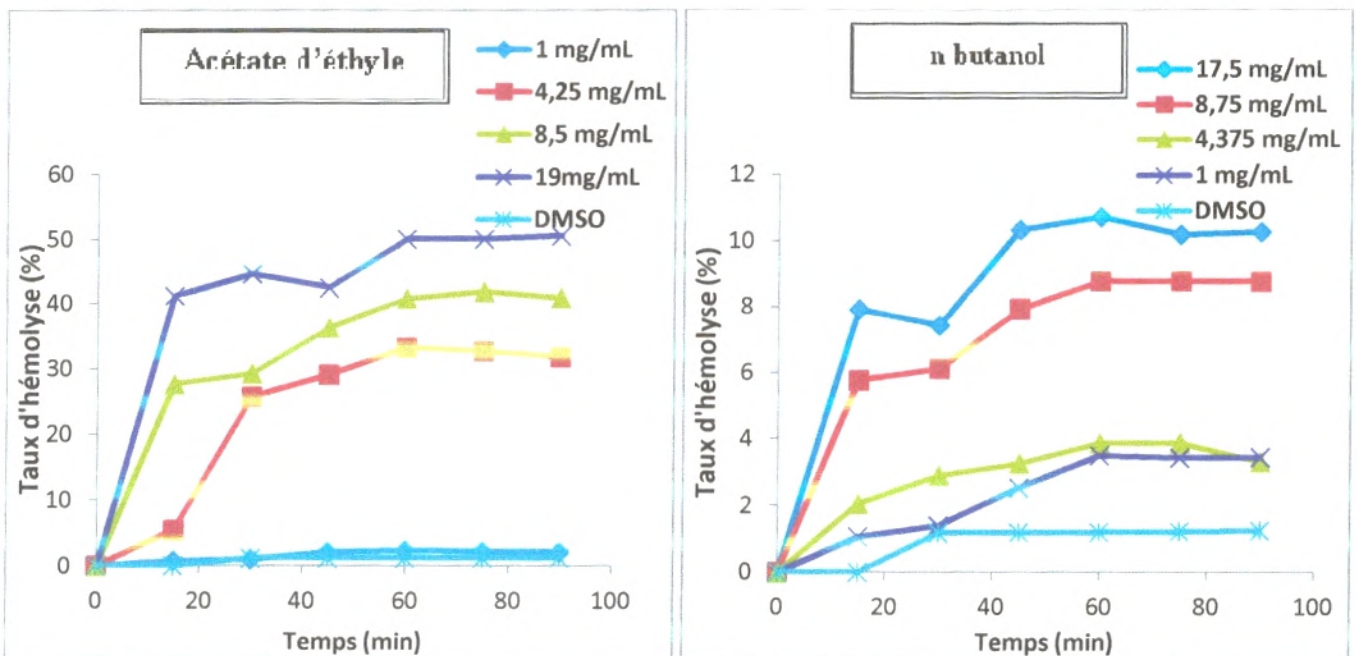 Acétate d'éthyle
1 mg/mL
4,25 mg/mL
8,5 mg/mL
19mg/mL
DMSO
Taux d'hémolyse (%)
60
50
40
30
20
10
0
0 20 40 60 80 100
Temps (min)
n butanol
17,5 mg/mL
8,75 mg/mL
4,375 mg/mL
1 mg/mL
DMSO
Taux d'hémolyse (%)
12
10
8
6
4
2
0
0 20 40 60 80 100
Temps (min)